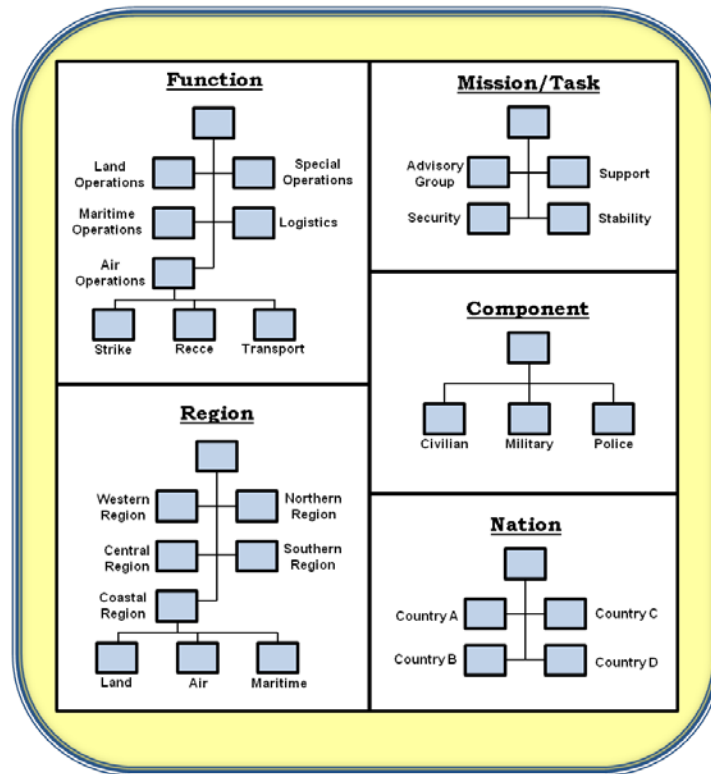 Function
Land
Operations
Special
Operations
Maritime
Operations
Logistics
Air
Operations
Strike
Recce
Transport
Region
Western
Region
Northern
Region
Central
Region
Southern
Region
Coastal
Region
Land
Air
Maritime
Mission/Task
Advisory
Group
Support
Security
Stability
Component
Civilian
Military
Police
Nation
Country A
Country C
Country B
Country D